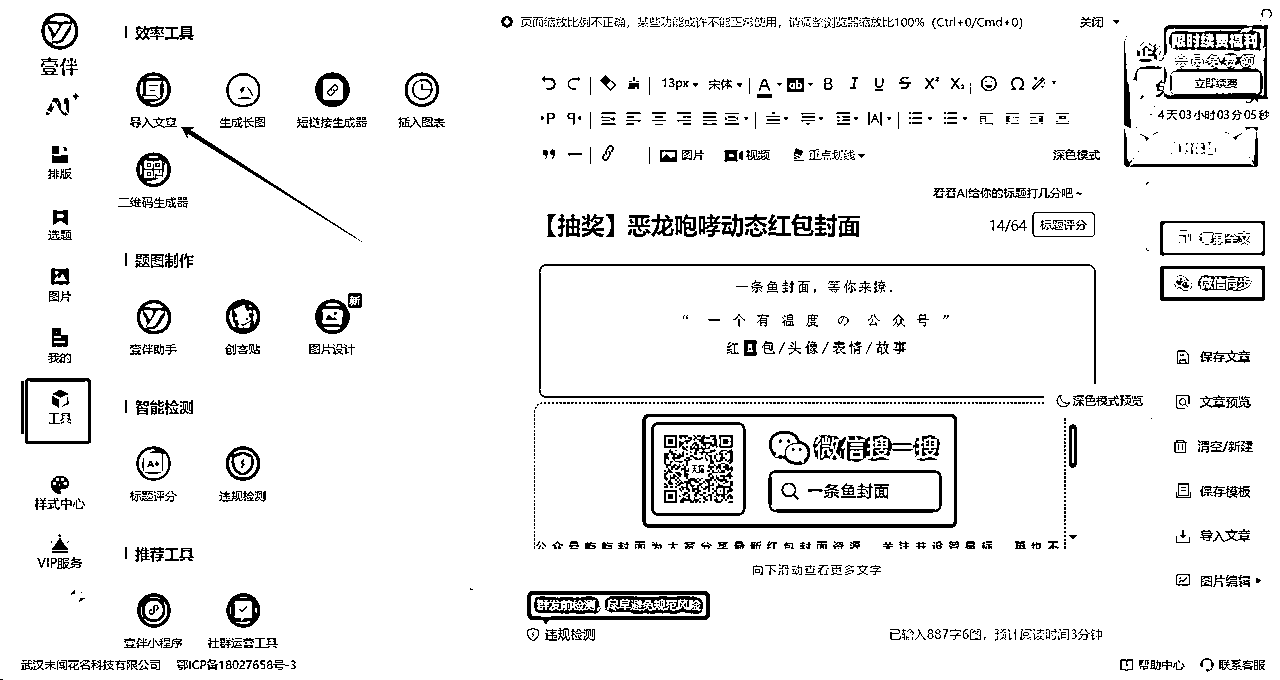 页面缩放比例不正确，某些功能或许不能正常使用，请调整浏览器缩放比100%（Ctrl+0/Cmd+0）
关闭
壹伴
AI+
排版
选题
图片
我的
工具
样式中心
VIP服务
效率工具
导入文章
生成长图
短链接生成器
插入图表
二维码生成器
题图制作
壹伴助手
创客贴
图片设计
新
智能检测
标题评分
违规检测
推荐工具
壹伴小程序
社群运营工具
武汉未闻花名科技有限公司 鄂ICP备18027658号-3
13px
宋体
图片
视频
重点划线
深色模式
看看AI给你的标题打几分吧~
【抽奖】恶龙咆哮动态红包封面
14/64
标题评分
一条鱼封面，等你来撩.
“ 一个有温度の公众号 ”
包/头像/表情/故事
深色模式预览
微信搜一搜
一条鱼封面
向下滑动查看更多文字
群发前检测，尽早避免规范风险
违规检测
已输入887字6图，预计阅读时间3分钟
限时续费福利
立即续费
4天03小时03分05秒
微信同步
保存文章
文章预览
清空/新建
保存模板
导入文章
图片编辑
帮助中心
联系客服